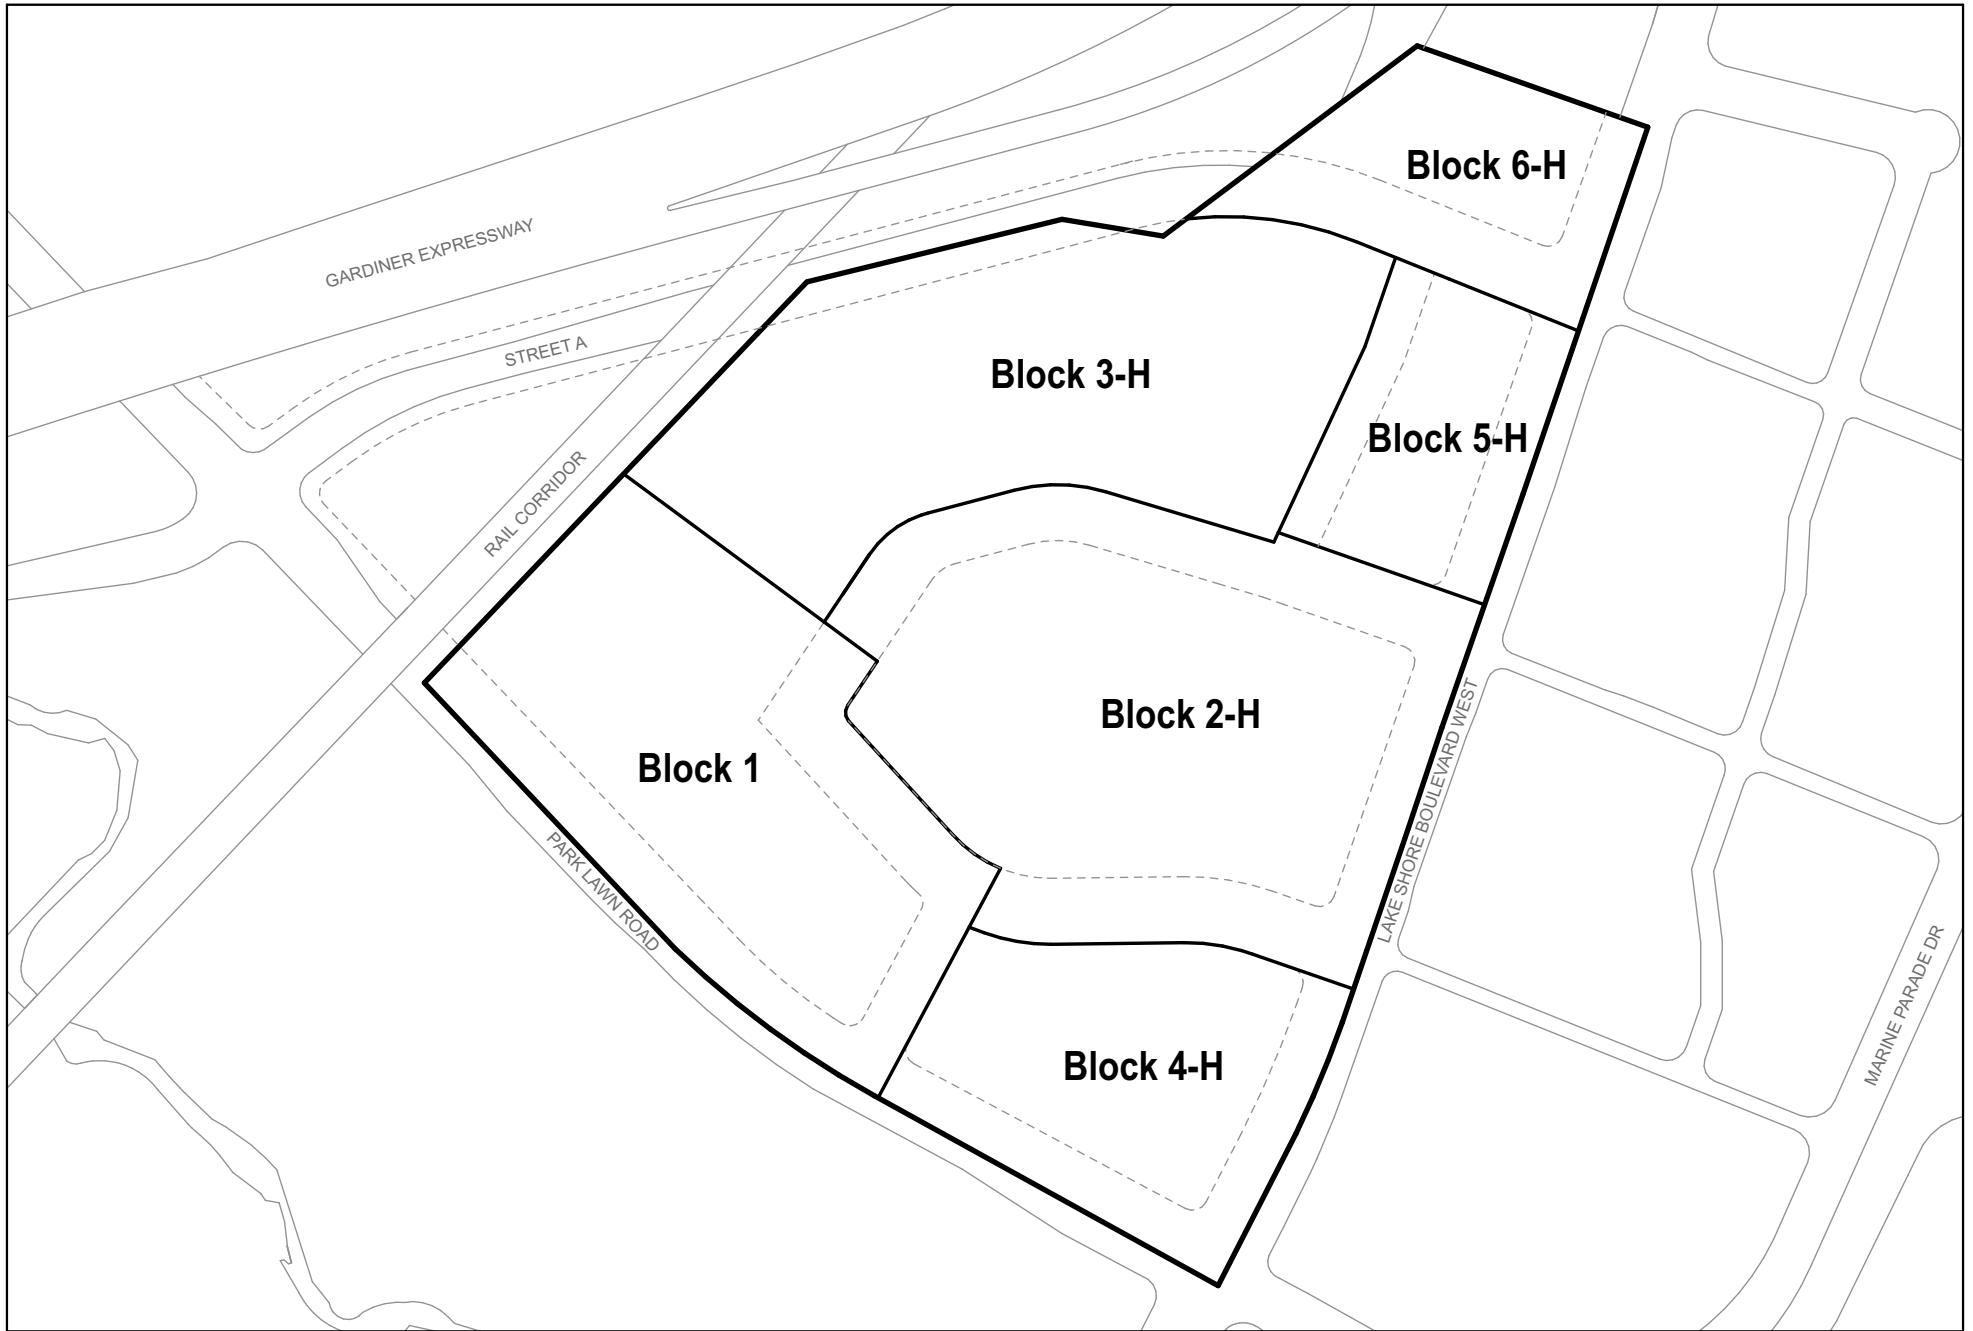 Block 6-H
GARDINER EXPRESSWAY
STREET A
Block 3-H
Block 5-H
RAIL CORRIDOR
Block 2-H
Block 1
LAKE SHORE BOULEVARD WEST
PARK LAWN ROAD
MARINE PARADE DR
Block 4-H